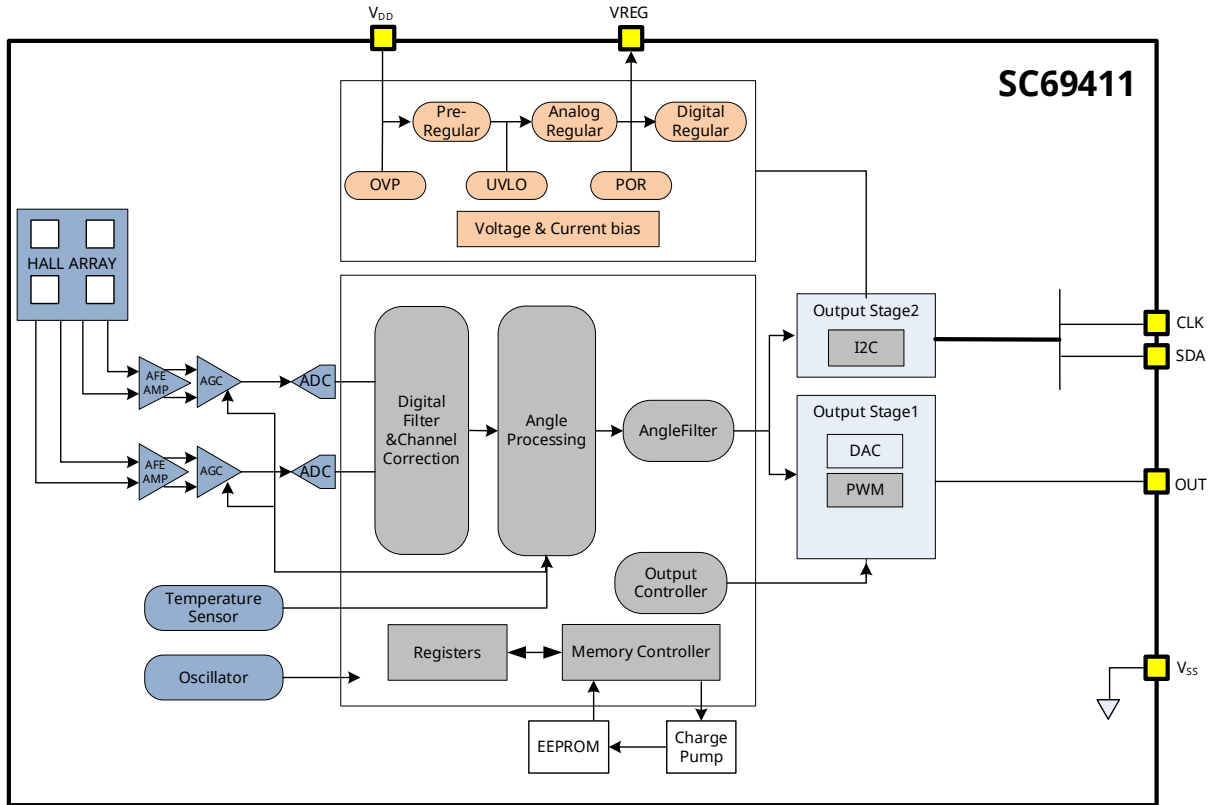 V_DD
VREG
SC69411
Pre-
Regular
Analog
Regular
Digital
Regular
OVP
UVLO
POR
Voltage & Current bias
HALL ARRAY
AFE
AMP
AGC
ADC
AFE
AMP
AGC
ADC
Digital
Filter
&Channel
Correction
Angle
Processing
AngleFilter
Output Stage2
I2C
CLK
SDA
Output Stage1
DAC
PWM
OUT
Output
Controller
Temperature
Sensor
Oscillator
Registers
Memory Controller
EEPROM
Charge
Pump
V_SS